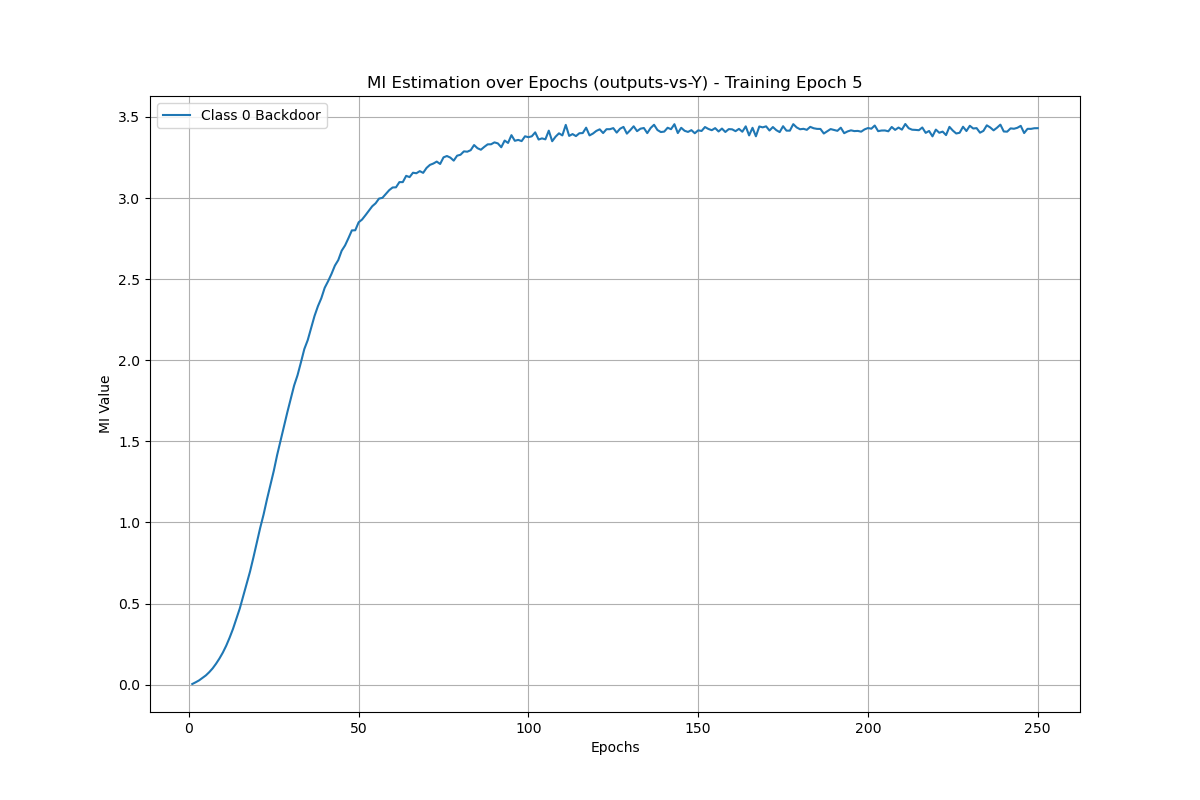 MI Estimation over Epochs (outputs-vs-Y) - Training Epoch 5
Class 0 Backdoor
3.5
3.0
2.5
2.0
1.5
1.0
0.5
0.0
MI Value
0 50 100 150 200 250
Epochs